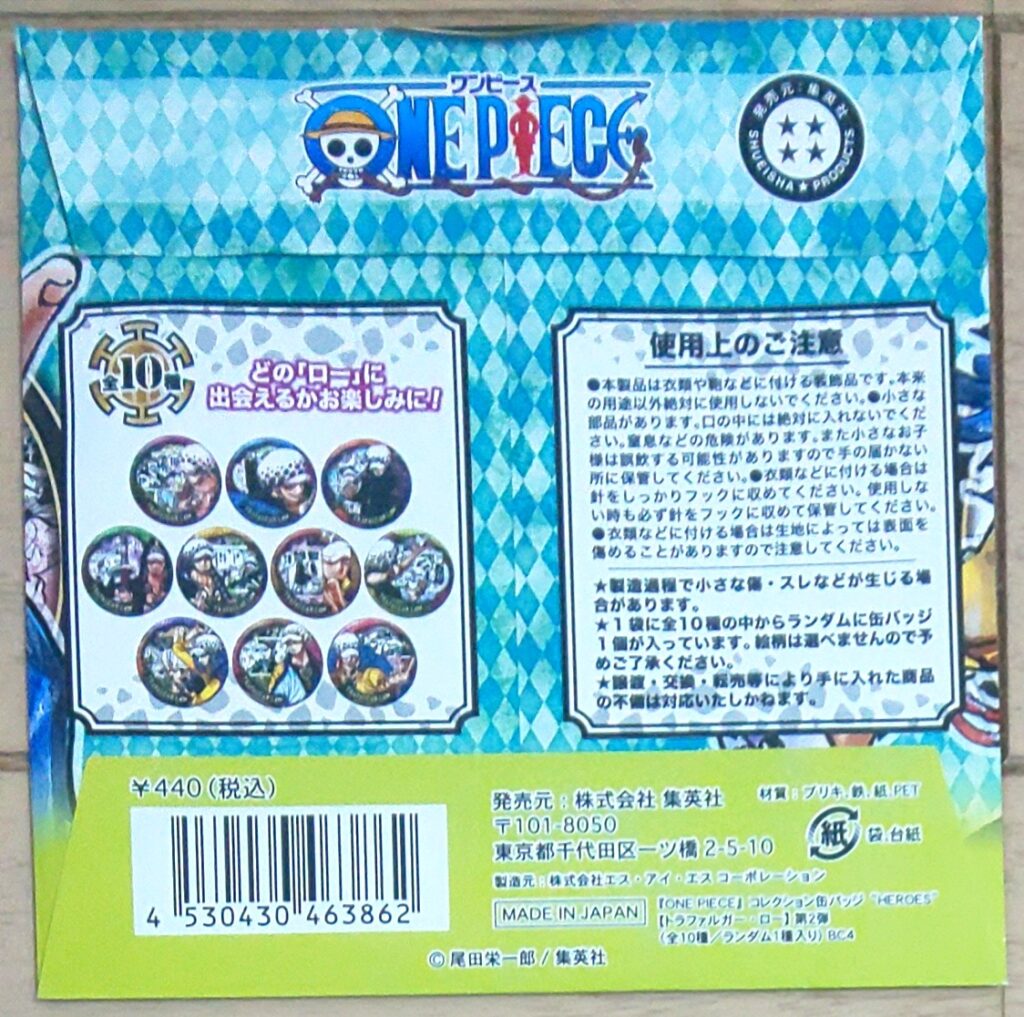 ワンピース
ONE PIECE
発売元：集英社
SHUEISHA★PRODUCTS
全10種
どの「ロー」に
出会えるかお楽しみに!
使用上のご注意
●本製品は衣類や鞄などに付ける装飾品です。本来
の用途以外絶対に使用しないでください。●小さな
部品があります。口の中には絶対に入れないでくだ
さい。窒息などの危険があります。また小さなお子
様は誤飲する可能性がありますので手の届かない
所に保管してください。●衣類などに付ける場合は
針をしっかりフックに収めてください。使用しな
い時も必ず針をフックに収めて保管してください。
●衣類などに付ける場合は生地によっては表面を
傷めることがありますので注意してください。
★製造過程で小さな傷・スレなどが生じる場
合があります。
★1袋に全10種の中からランダムに缶バッジ
1個が入っています。絵柄は選べませんので予
めご了承ください。
★譲渡・交換・転売等により手に入れた商品
の不備は対応いたしかねます。
¥440(税込)
4 530430 463862
発売元：株式会社 集英社
〒101-8050
東京都千代田区一ツ橋 2-5-10
材質：ブリキ、鉄、紙、PET
紙 袋、台紙
製造元：株式会社エス・アイ・エス コーポレーション
MADE IN JAPAN
『ONE PIECE』コレクション缶バッジ "HEROES"
【トラファルガー・ロー】第2弾
(全10種／ランダム1種入り) BC4
© 尾田栄一郎 / 集英社